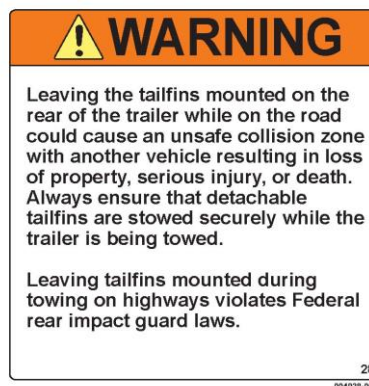 WARNING
Leaving the tailfins mounted on the
rear of the trailer while on the road
could cause an unsafe collision zone
with another vehicle resulting in loss
of property, serious injury, or death.
Always ensure that detachable
tailfins are stowed securely while the
trailer is being towed.
Leaving tailfins mounted during
towing on highways violates Federal
rear impact guard laws.